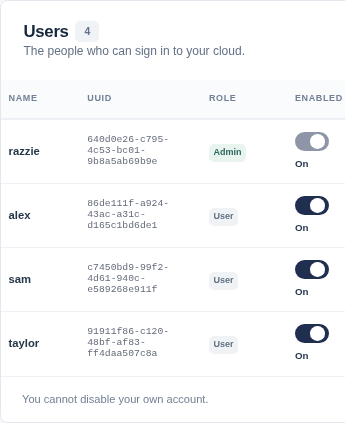 Users 4
The people who can sign in to your cloud.
NAME UUID ROLE ENABLED
razzie 640d0e26-c795-4c53-bc01-9b8a5ab69b9e Admin On
alex 86de111f-a924-43ac-a31c-d165c1bd6de1 User On
sam c7450bd9-99f2-4d61-940c-e589268e911f User On
taylor 91911f86-c120-48bf-af83-ff4daa507c8a User On
You cannot disable your own account.